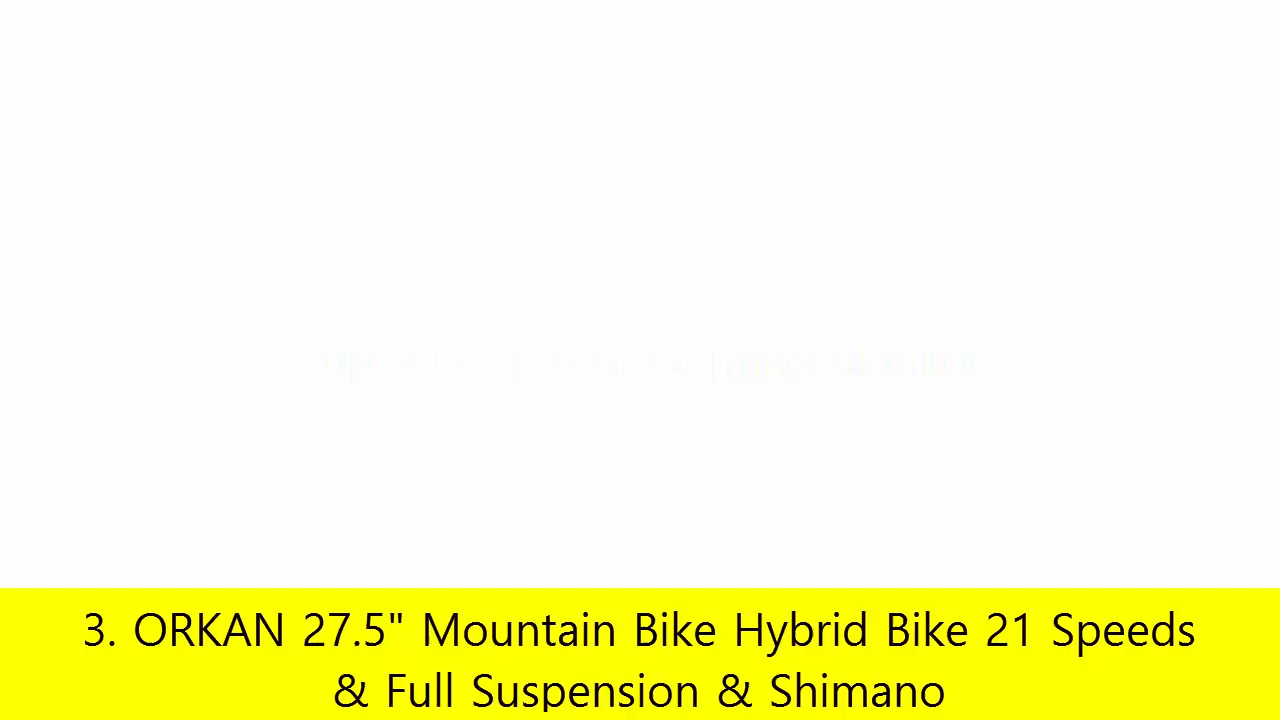 3. ORKAN 27.5" Mountain Bike Hybrid Bike 21 Speeds
& Full Suspension & Shimano